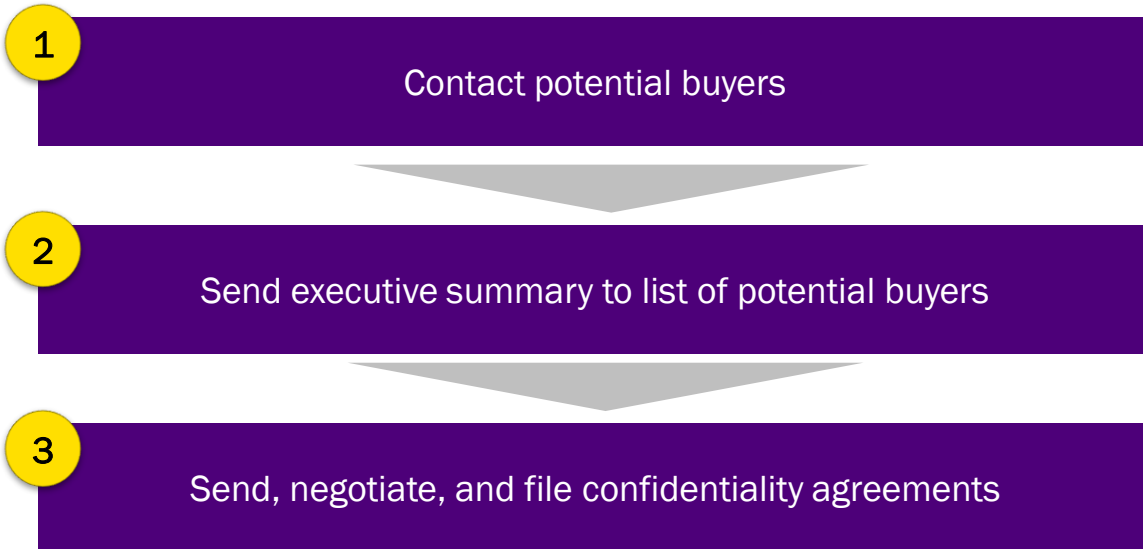 1
Contact potential buyers
2
Send executive summary to list of potential buyers
3
Send, negotiate, and file confidentiality agreements